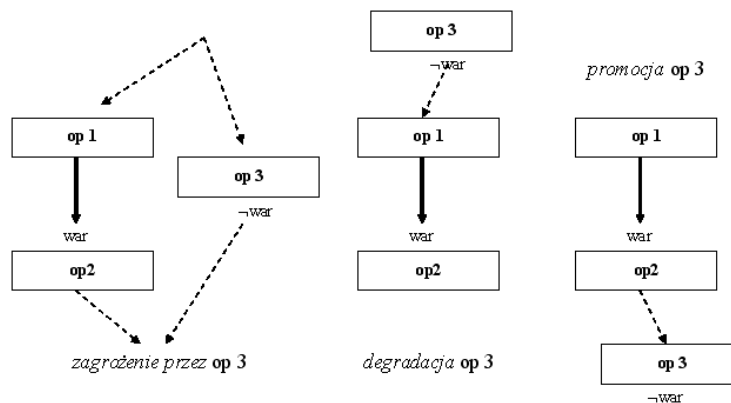 op 1
op 3
¬war
war
op2
zagrożenie przez op 3
op 3
¬war
op 1
war
op2
degradacja op 3
promocja op 3
op 1
war
op2
op 3
¬war